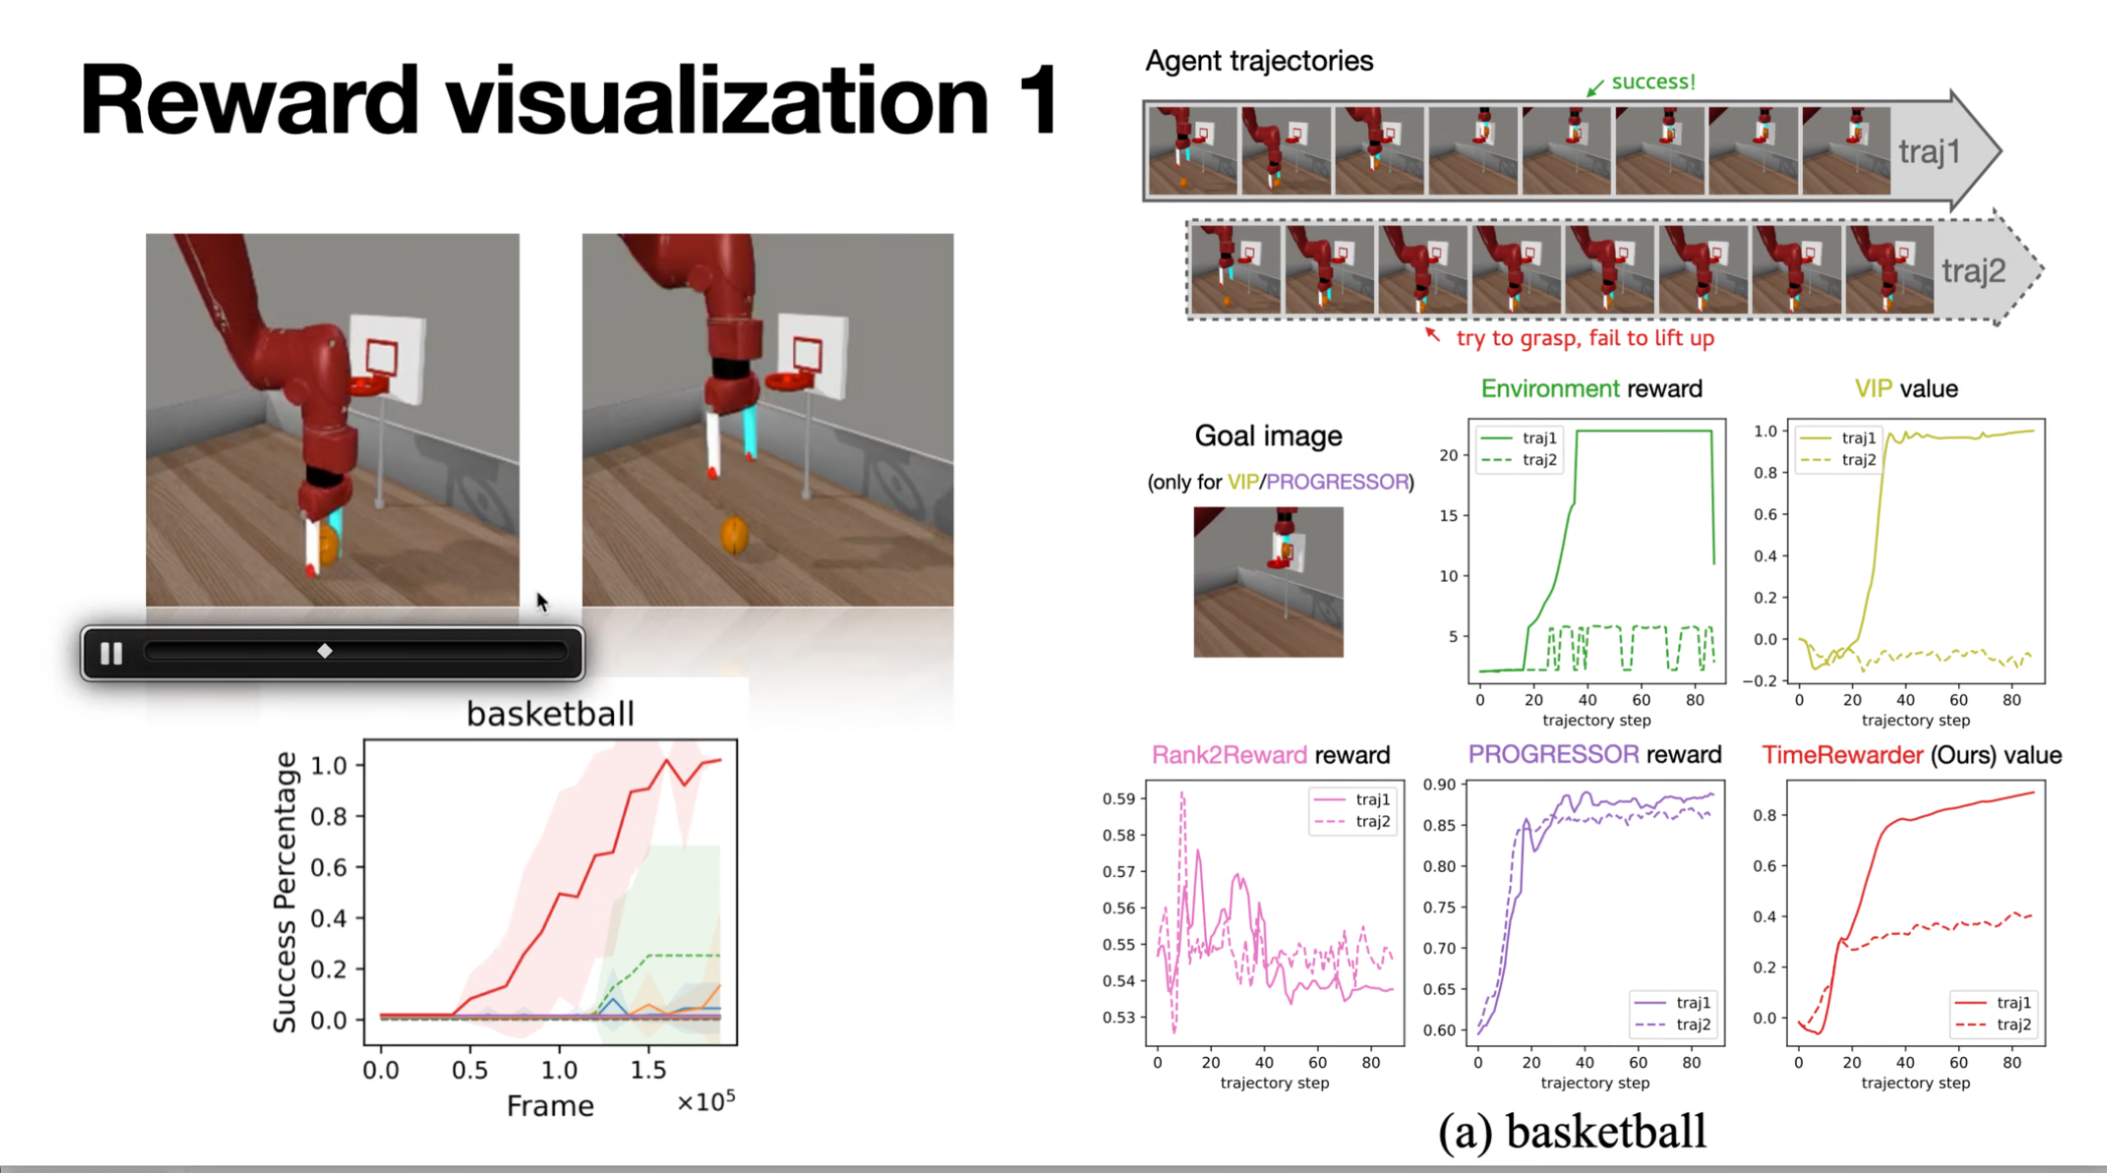 Reward visualization 1
Agent trajectories
success!
traj1
traj2
try to grasp, fail to lift up
Goal image
(only for VIP/PROGRESSOR)
Environment reward
traj1
traj2
20
15
10
5
0 20 40 60 80
trajectory step
VIP value
traj1
traj2
1.0
0.8
0.6
0.4
0.2
0.0
−0.2
0 20 40 60 80
trajectory step
basketball
Success Percentage
1.0
0.8
0.6
0.4
0.2
0.0
0.0 0.5 1.0 1.5
×10⁵
Frame
Rank2Reward reward
traj1
traj2
0.59
0.58
0.57
0.56
0.55
0.54
0.53
0 20 40 60 80
trajectory step
PROGRESSOR reward
0.90
0.85
0.80
0.75
0.70
0.65
0.60
traj1
traj2
0 20 40 60 80
trajectory step
TimeRewarder (Ours) value
0.8
0.6
0.4
0.2
0.0
traj1
traj2
0 20 40 60 80
trajectory step
(a) basketball